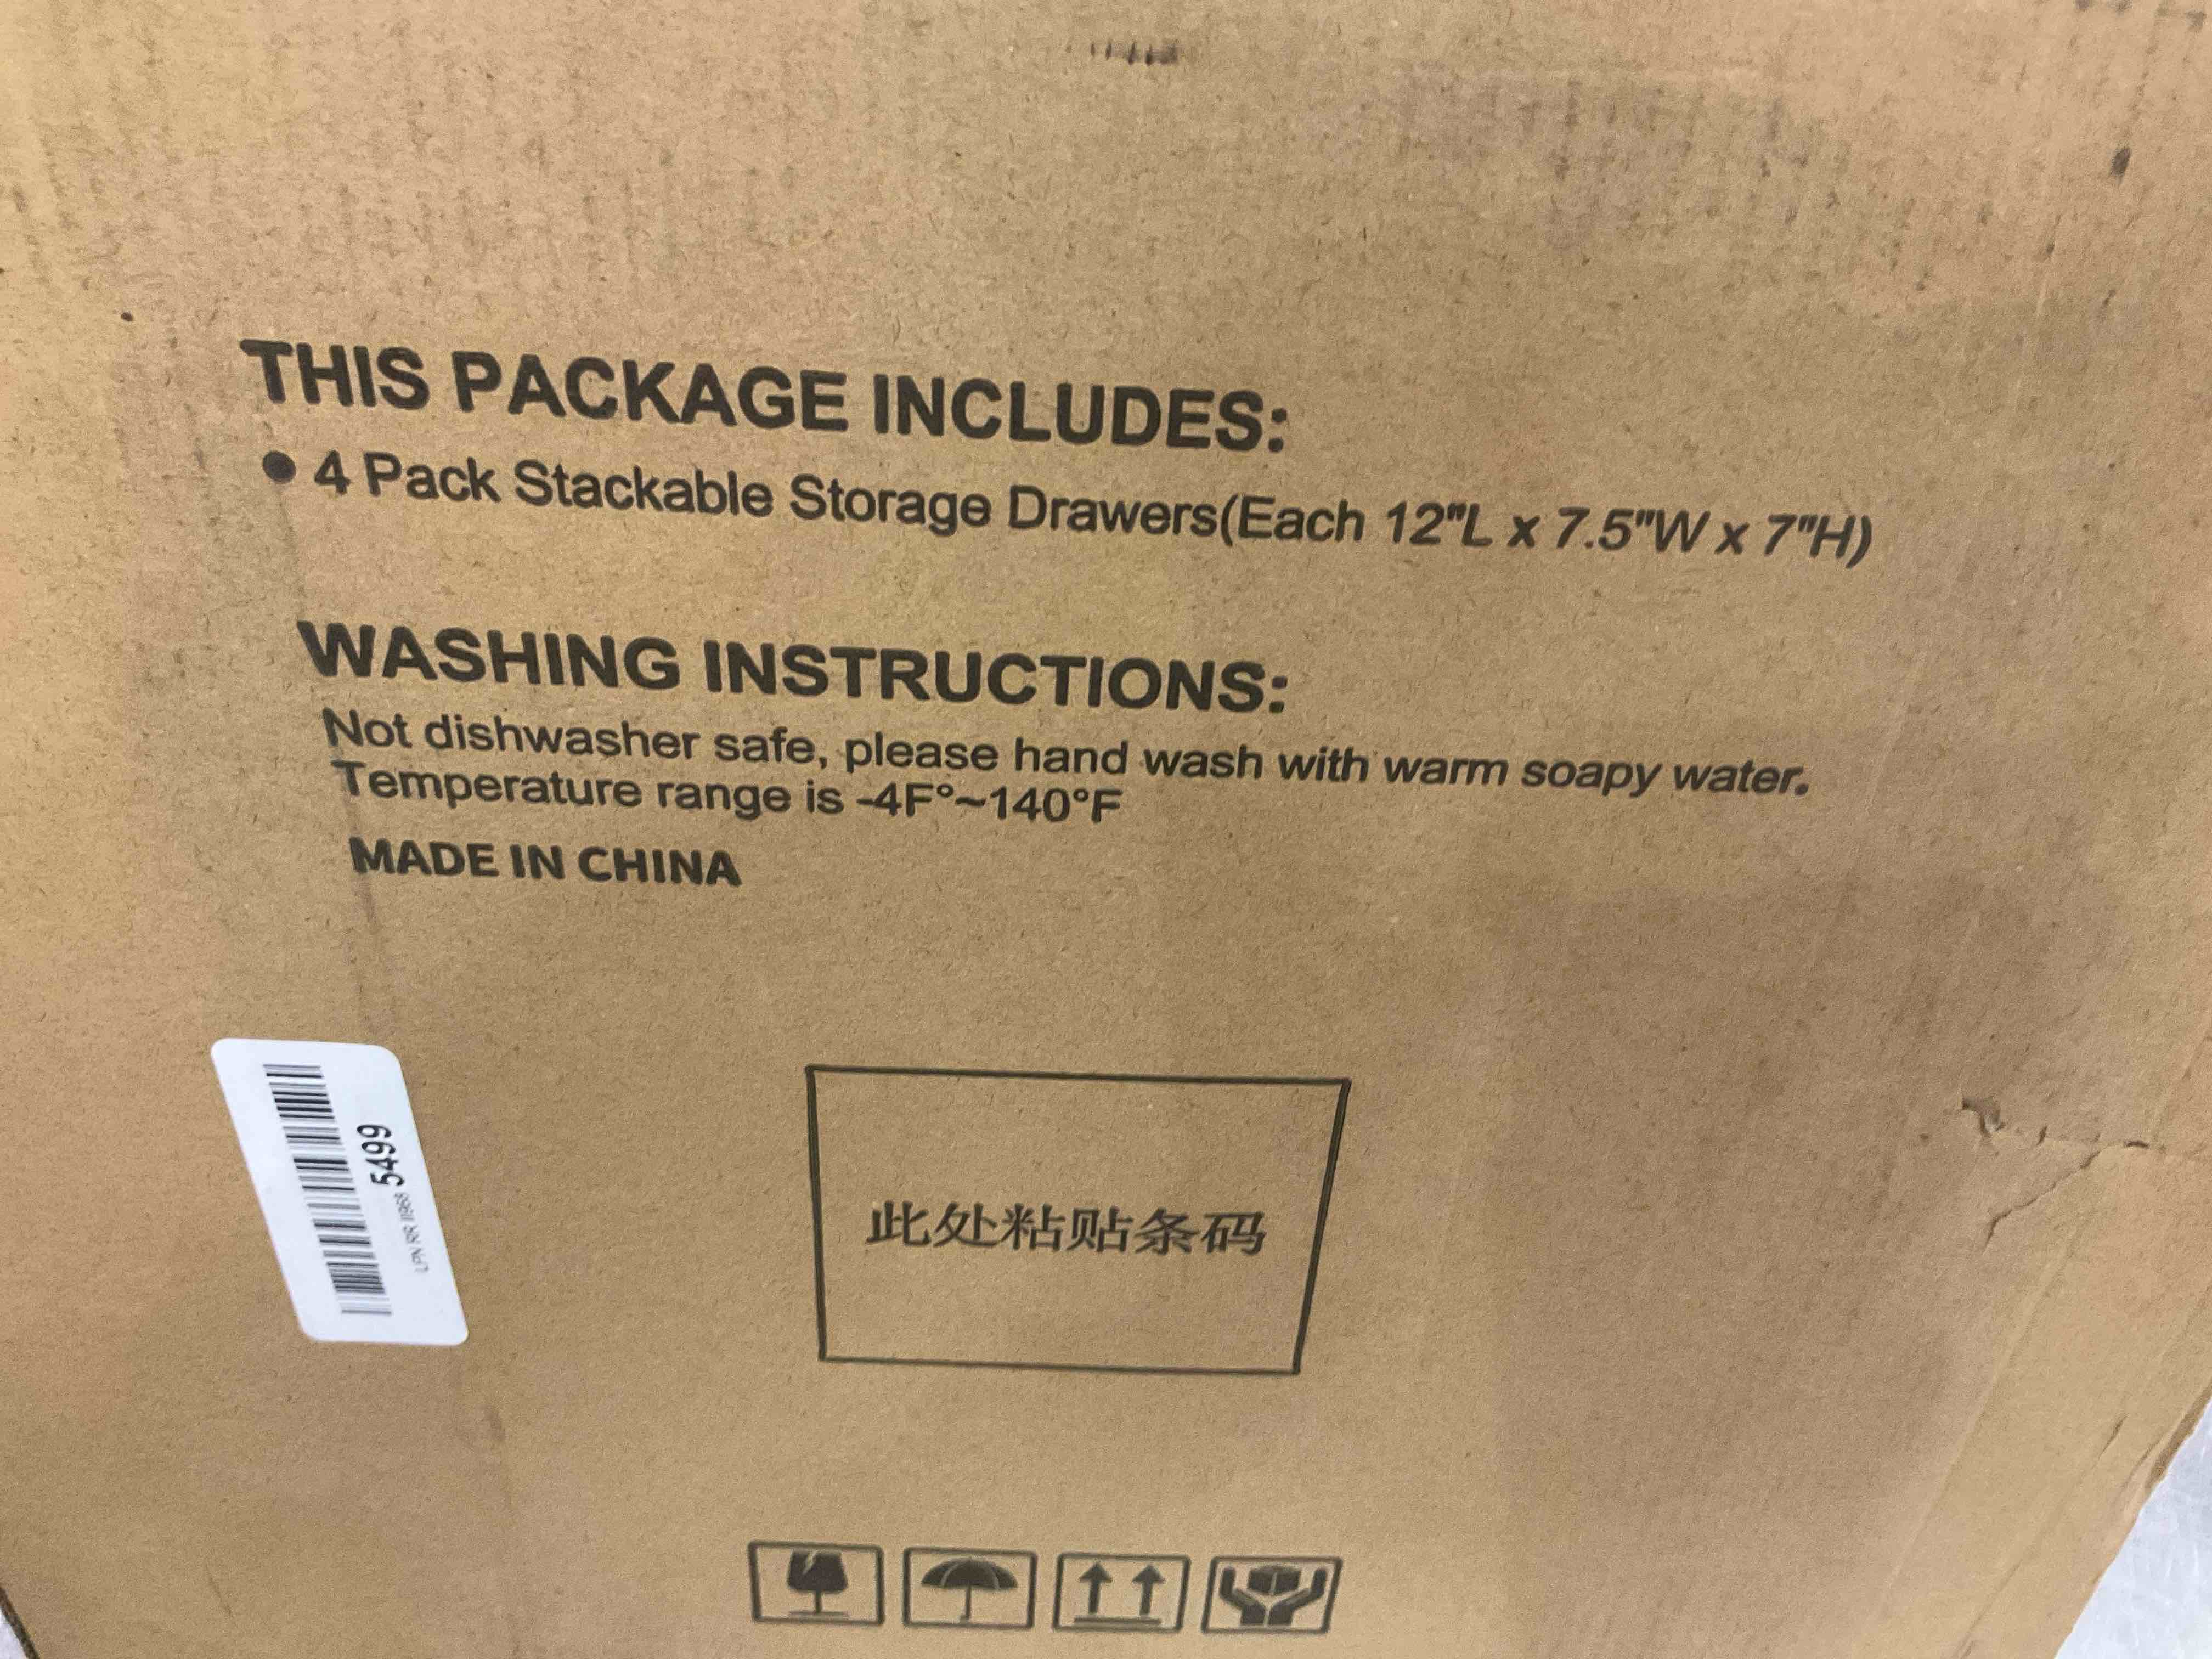 THIS PACKAGE INCLUDES:
● 4 Pack Stackable Storage Drawers(Each 12"L x 7.5"W x 7"H)
WASHING INSTRUCTIONS:
Not dishwasher safe, please hand wash with warm soapy water.
Temperature range is -4F°~140°F
MADE IN CHINA
5499
LPN RR
此处粘贴条码